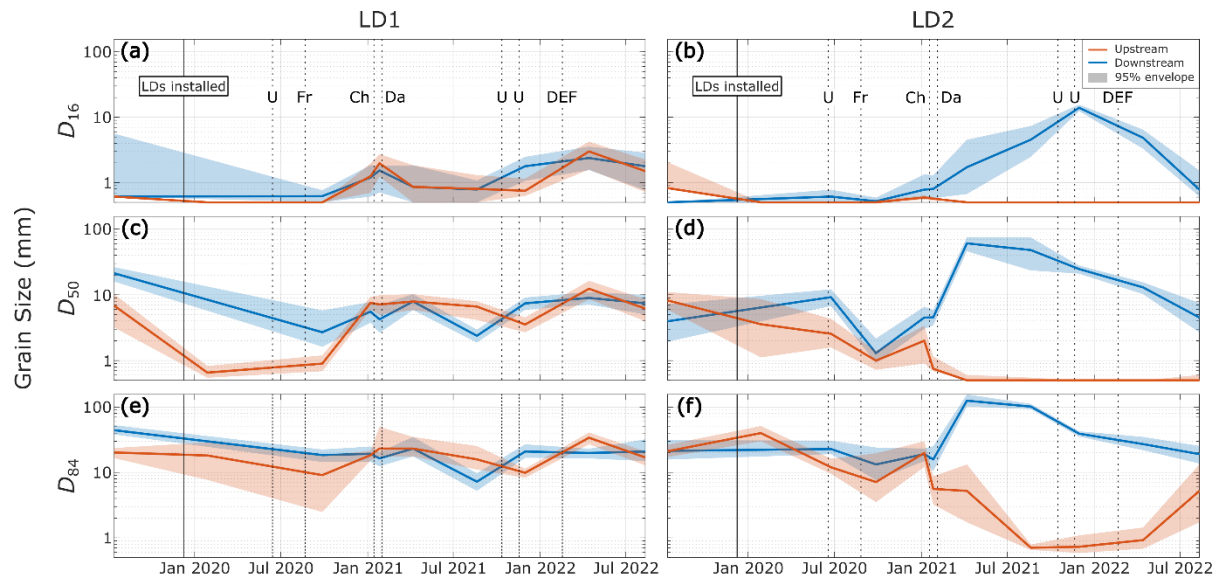 LD1
LD2
(a)
(b)
Upstream
Downstream
95% envelope
LDs installed
LDs installed
U Fr Ch Da U U DEF
U Fr Ch Da U U DEF
D16
100
10
1
(c)
(d)
D50
100
10
1
(e)
(f)
D84
100
10
1
Grain Size (mm)
Jan 2020 Jul 2020 Jan 2021 Jul 2021 Jan 2022 Jul 2022
Jan 2020 Jul 2020 Jan 2021 Jul 2021 Jan 2022 Jul 2022